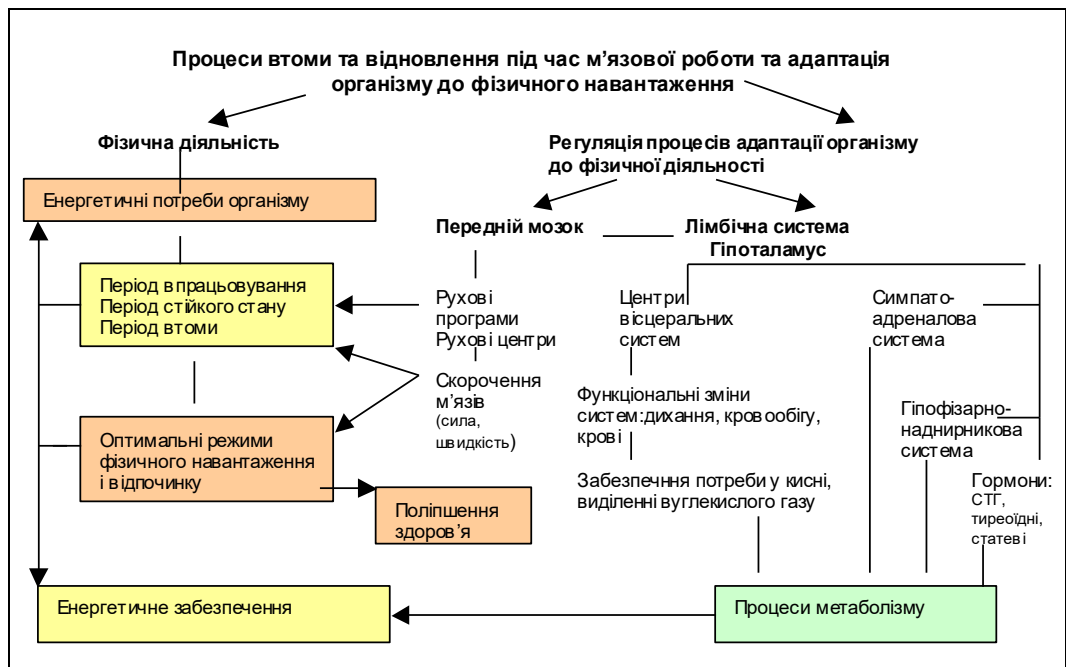 Процеси втоми та відновлення під час м’язової роботи та адаптація
організму до фізичного навантаження
Фізична діяльність
Регуляція процесів адаптації організму
до фізичної діяльності
Енергетичні потреби організму
Передній мозок
Лімбічна система
Гіпоталамус
Період впрацьовування
Період стійкого стану
Період втоми
Рухові
програми
Рухові центри
Центри
вісцеральних
систем
Симпато-
адреналова
система
Скорочення
м’язів
(сила,
швидкість)
Функціональні зміни
систем:дихання, кровообігу,
крові
Гіпофізарно-
наднирникова
система
Оптимальні режими
фізичного навантаження
і відпочинку
Забезпечння потреби у кисні,
виділенні вуглекислого газу
Гормони:
СТГ,
тиреоїдні,
статеві
Поліпшення
здоров’я
Енергетичне забезпечення
Процеси метаболізму